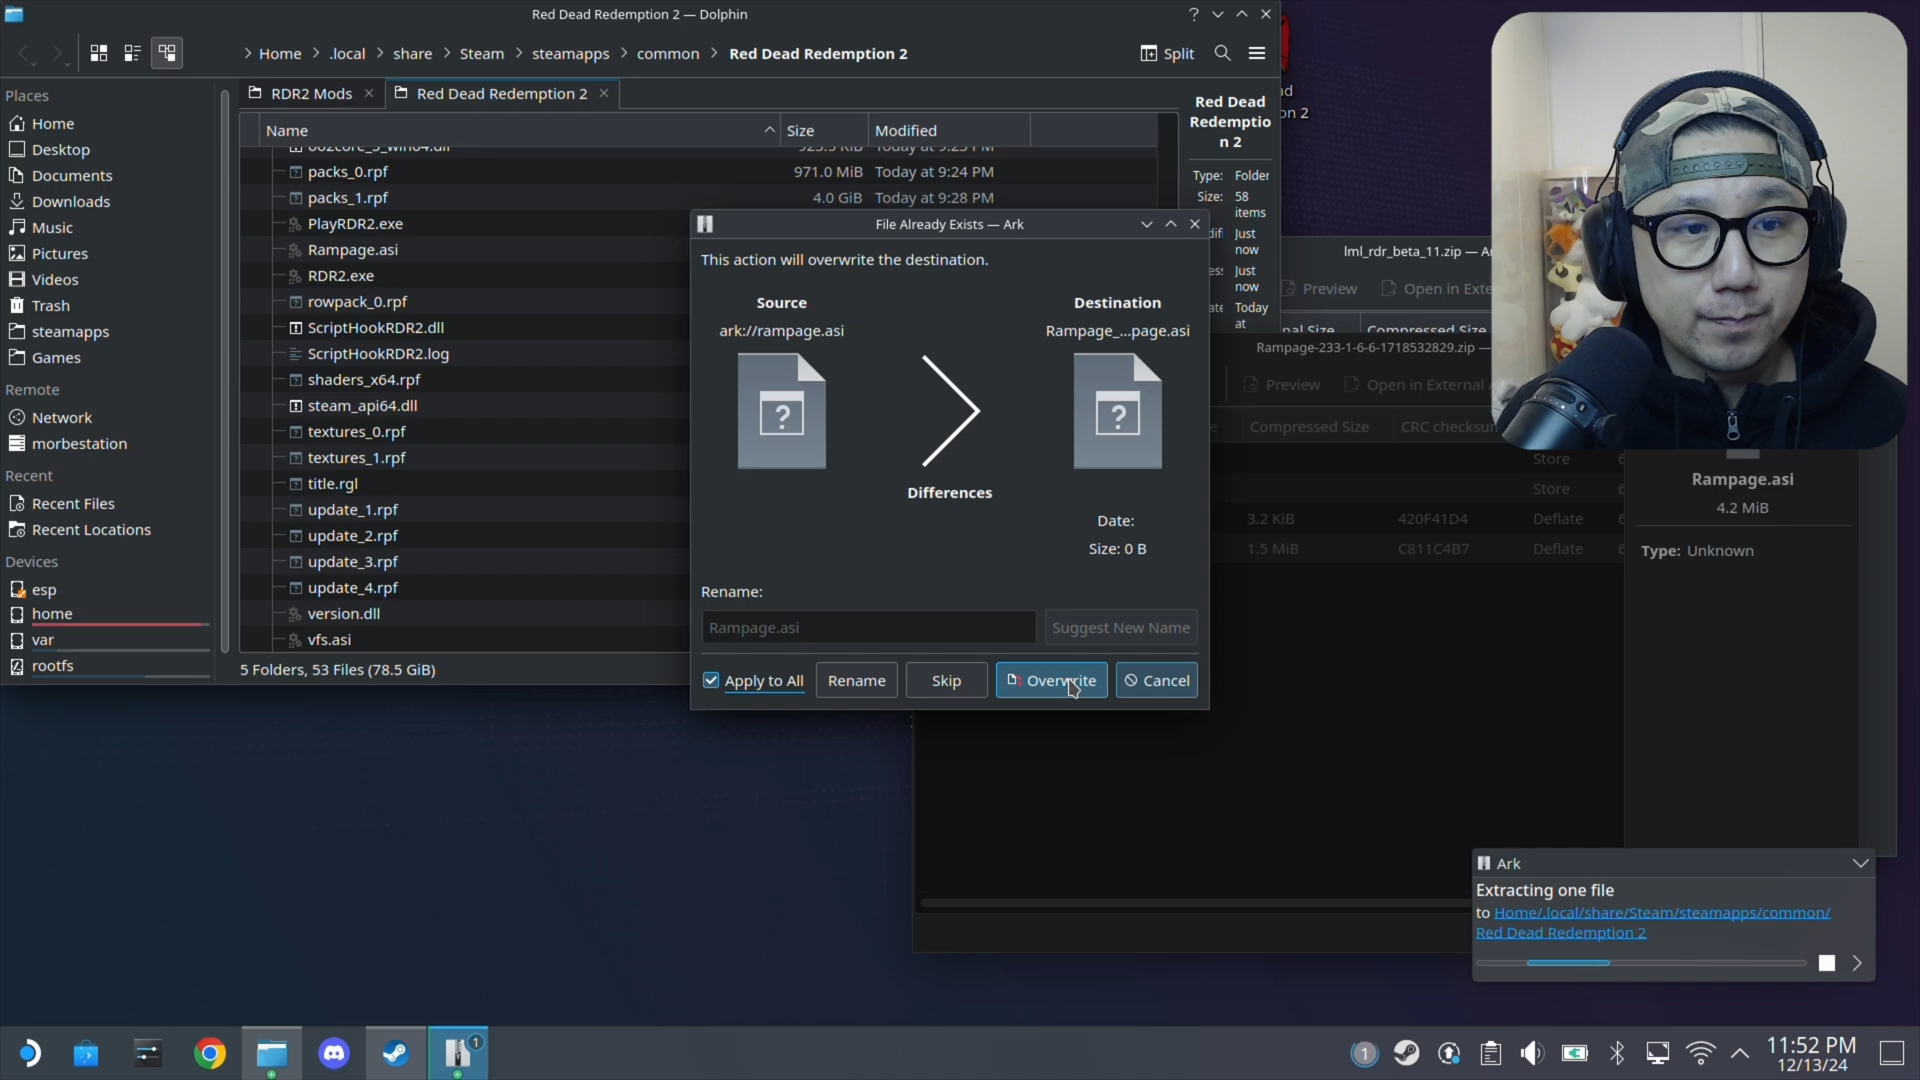 Red Dead Redemption 2 — Dolphin
Home
.local
share
Steam
steamapps
common
Red Dead Redemption 2
Split
Places
Home
Desktop
Documents
Downloads
Music
Pictures
Videos
Trash
steamapps
Games
Remote
Network
morbestation
Recent
Recent Files
Recent Locations
Devices
esp
home
var
rootfs
RDR2 Mods
Red Dead Redemption 2
Name
Size
Modified
packs_0.rpf 971.0 MiB Today at 9:24 PM
packs_1.rpf 4.0 GiB Today at 9:28 PM
PlayRDR2.exe
Rampage.asi
RDR2.exe
rowpack_0.rpf
ScriptHookRDR2.dll
ScriptHookRDR2.log
shaders_x64.rpf
steam_api64.dll
textures_0.rpf
textures_1.rpf
title.rgl
update_1.rpf
update_2.rpf
update_3.rpf
update_4.rpf
version.dll
vfs.asi
5 Folders, 53 Files (78.5 GiB)
Red Dead
Redemptio
n 2
Type: Folder
Size: 58
items
Just
now
Just
now
Today
at
on 2
File Already Exists — Ark
This action will overwrite the destination.
Source
Destination
ark://rampage.asi
Rampage_...page.asi
Differences
Date:
Size: 0 B
Rename:
Rampage.asi
Suggest New Name
Apply to All
Rename
Skip
Overwrite
Cancel
lml_rdr_beta_11.zip — Ar
Preview
Open in Exte
Compressed Size
Rampage-233-1-6-6-1718532829.zip —
Preview
Open in External
Compressed Size
CRC checksum
Store
Store
3.2 KiB 420F41D4 Deflate
1.5 MiB C811C4B7 Deflate
Rampage.asi
4.2 MiB
Type: Unknown
Ark
Extracting one file
to Home/.local/share/Steam/steamapps/common/
Red Dead Redemption 2
1
1
11:52 PM
12/13/24